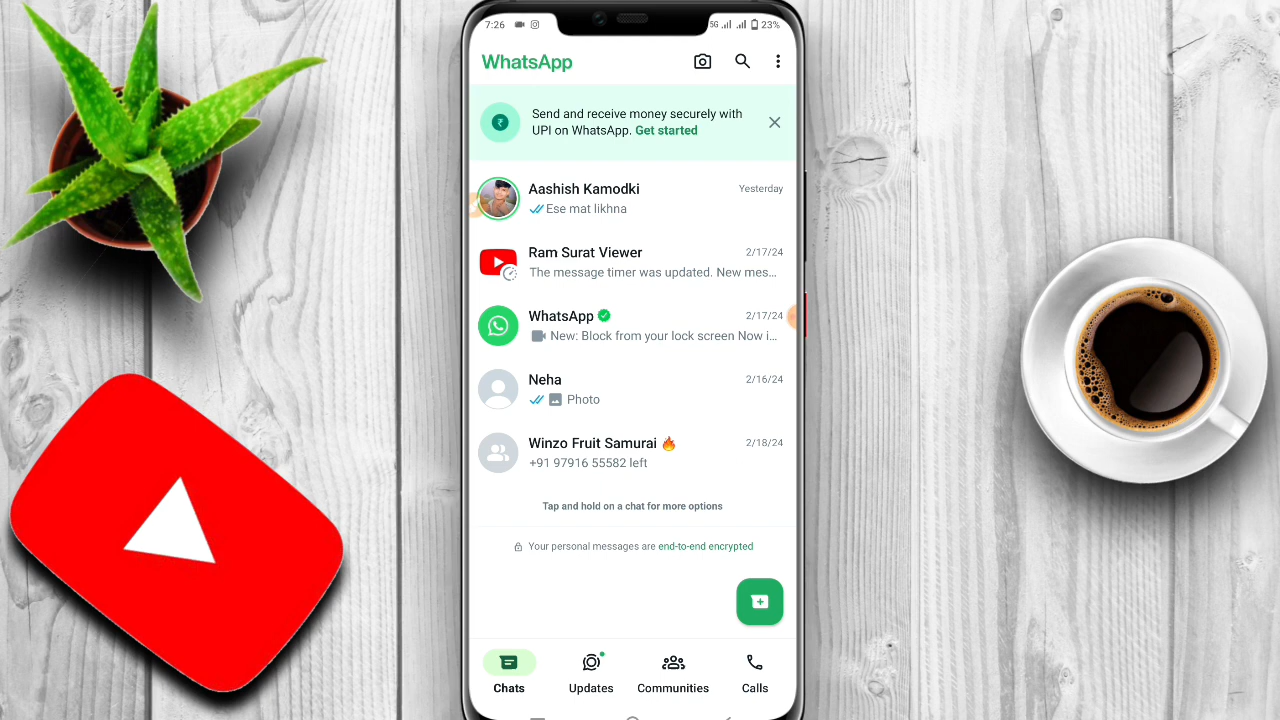 7:26
5G
23%
WhatsApp
Send and receive money securely with
UPI on WhatsApp. Get started
Aashish Kamodki
Yesterday
Ese mat likhna
Ram Surat Viewer
2/17/24
The message timer was updated. New mes...
WhatsApp
2/17/24
New: Block from your lock screen Now i...
Neha
2/16/24
Photo
Winzo Fruit Samurai 🔥
2/18/24
+91 97916 55582 left
Tap and hold on a chat for more options
Your personal messages are end-to-end encrypted
Chats
Updates
Communities
Calls